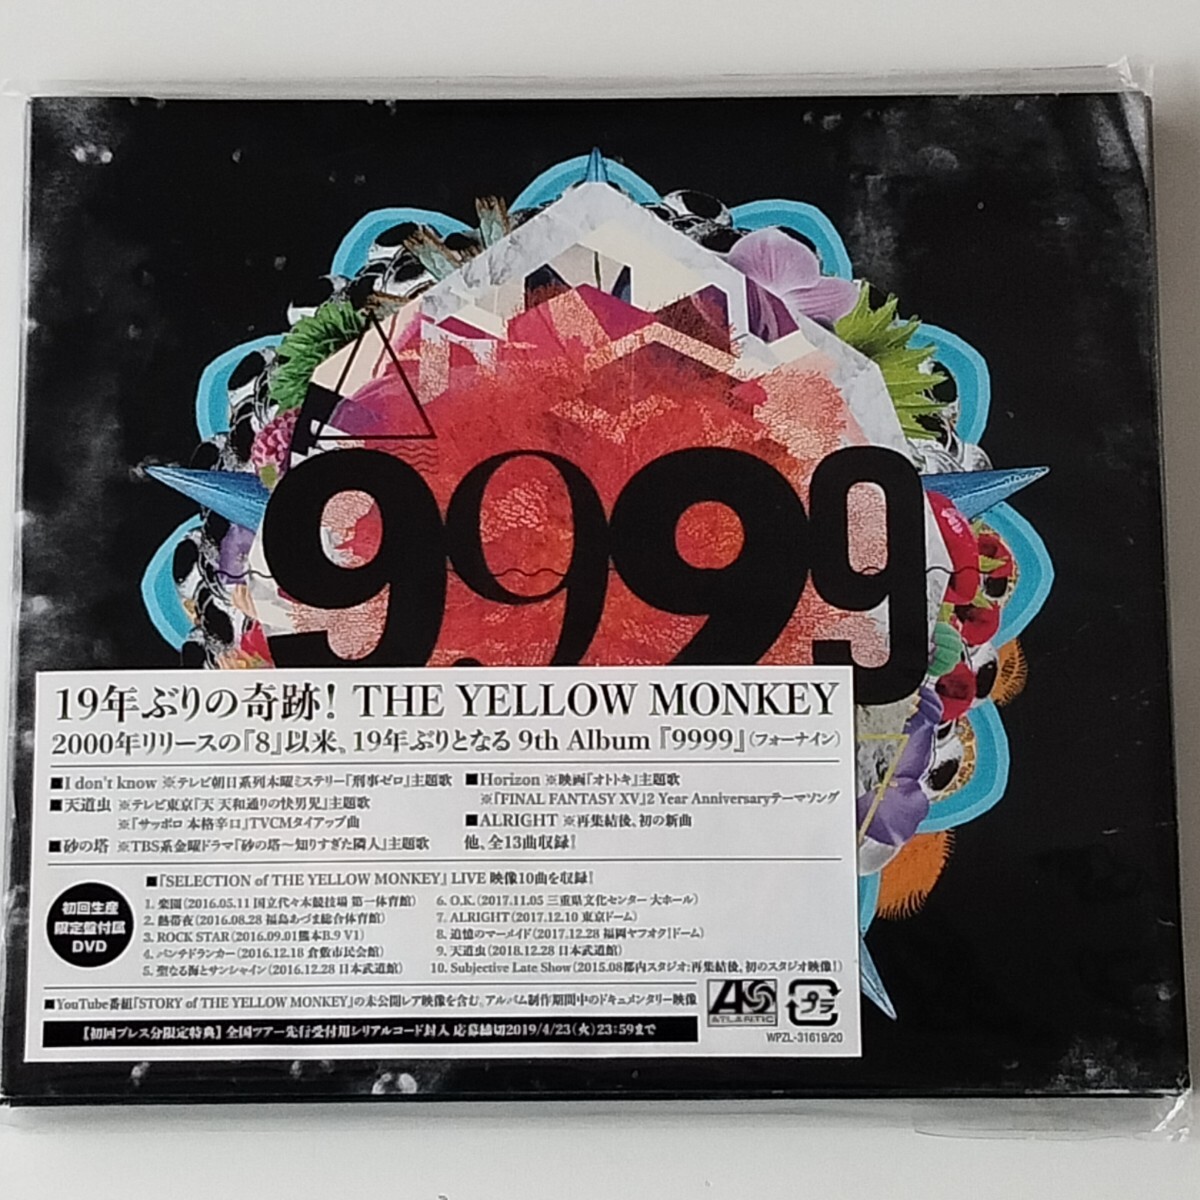 9999
19年ぶりの奇跡! THE YELLOW MONKEY
2000年リリースの『8』以来、19年ぶりとなる 9th Album『9999』(フォーナイン)
■I don't know ※テレビ朝日系列木曜ミステリー『刑事ゼロ』主題歌
■天道虫 ※テレビ東京『天 天和通りの快男児』主題歌
※『サッポロ 本格辛口』TVCMタイアップ曲
■砂の塔 ※TBS系金曜ドラマ『砂の塔～知りすぎた隣人』主題歌
■Horizon ※映画『オトトキ』主題歌
※『FINAL FANTASY XV』2 Year Anniversaryテーマソング
■ALRIGHT ※再集結後、初の新曲
他、全13曲収録!
初回生産
限定盤付属
DVD
■『SELECTION of THE YELLOW MONKEY』LIVE 映像10曲を収録!
1. 楽園(2016.05.11 国立代々木競技場 第一体育館)
2. 熱帯夜(2016.08.28 福島あづま総合体育館)
3. ROCK STAR(2016.09.01熊本B.9 V1)
4. パンチドランカー(2016.12.18 倉敷市民会館)
5. 聖なる海とサンシャイン(2016.12.28 日本武道館)
6. O.K.(2017.11.05 三重県文化センター 大ホール)
7. ALRIGHT(2017.12.10 東京ドーム)
8. 追憶のマーメイド(2017.12.28 福岡ヤフオク!ドーム)
9. 天道虫(2018.12.28 日本武道館)
10. Subjective Late Show(2015.08都内スタジオ:再集結後、初のスタジオ映像!)
■YouTube番組『STORY of THE YELLOW MONKEY』の未公開レア映像を含む、アルバム制作期間中のドキュメンタリー映像
【初回プレス分限定特典】全国ツアー先行受付用シリアルコード封入 応募締切2019/4/23(火)23:59まで
ATLANTIC
プラ
WPZL-31619/20